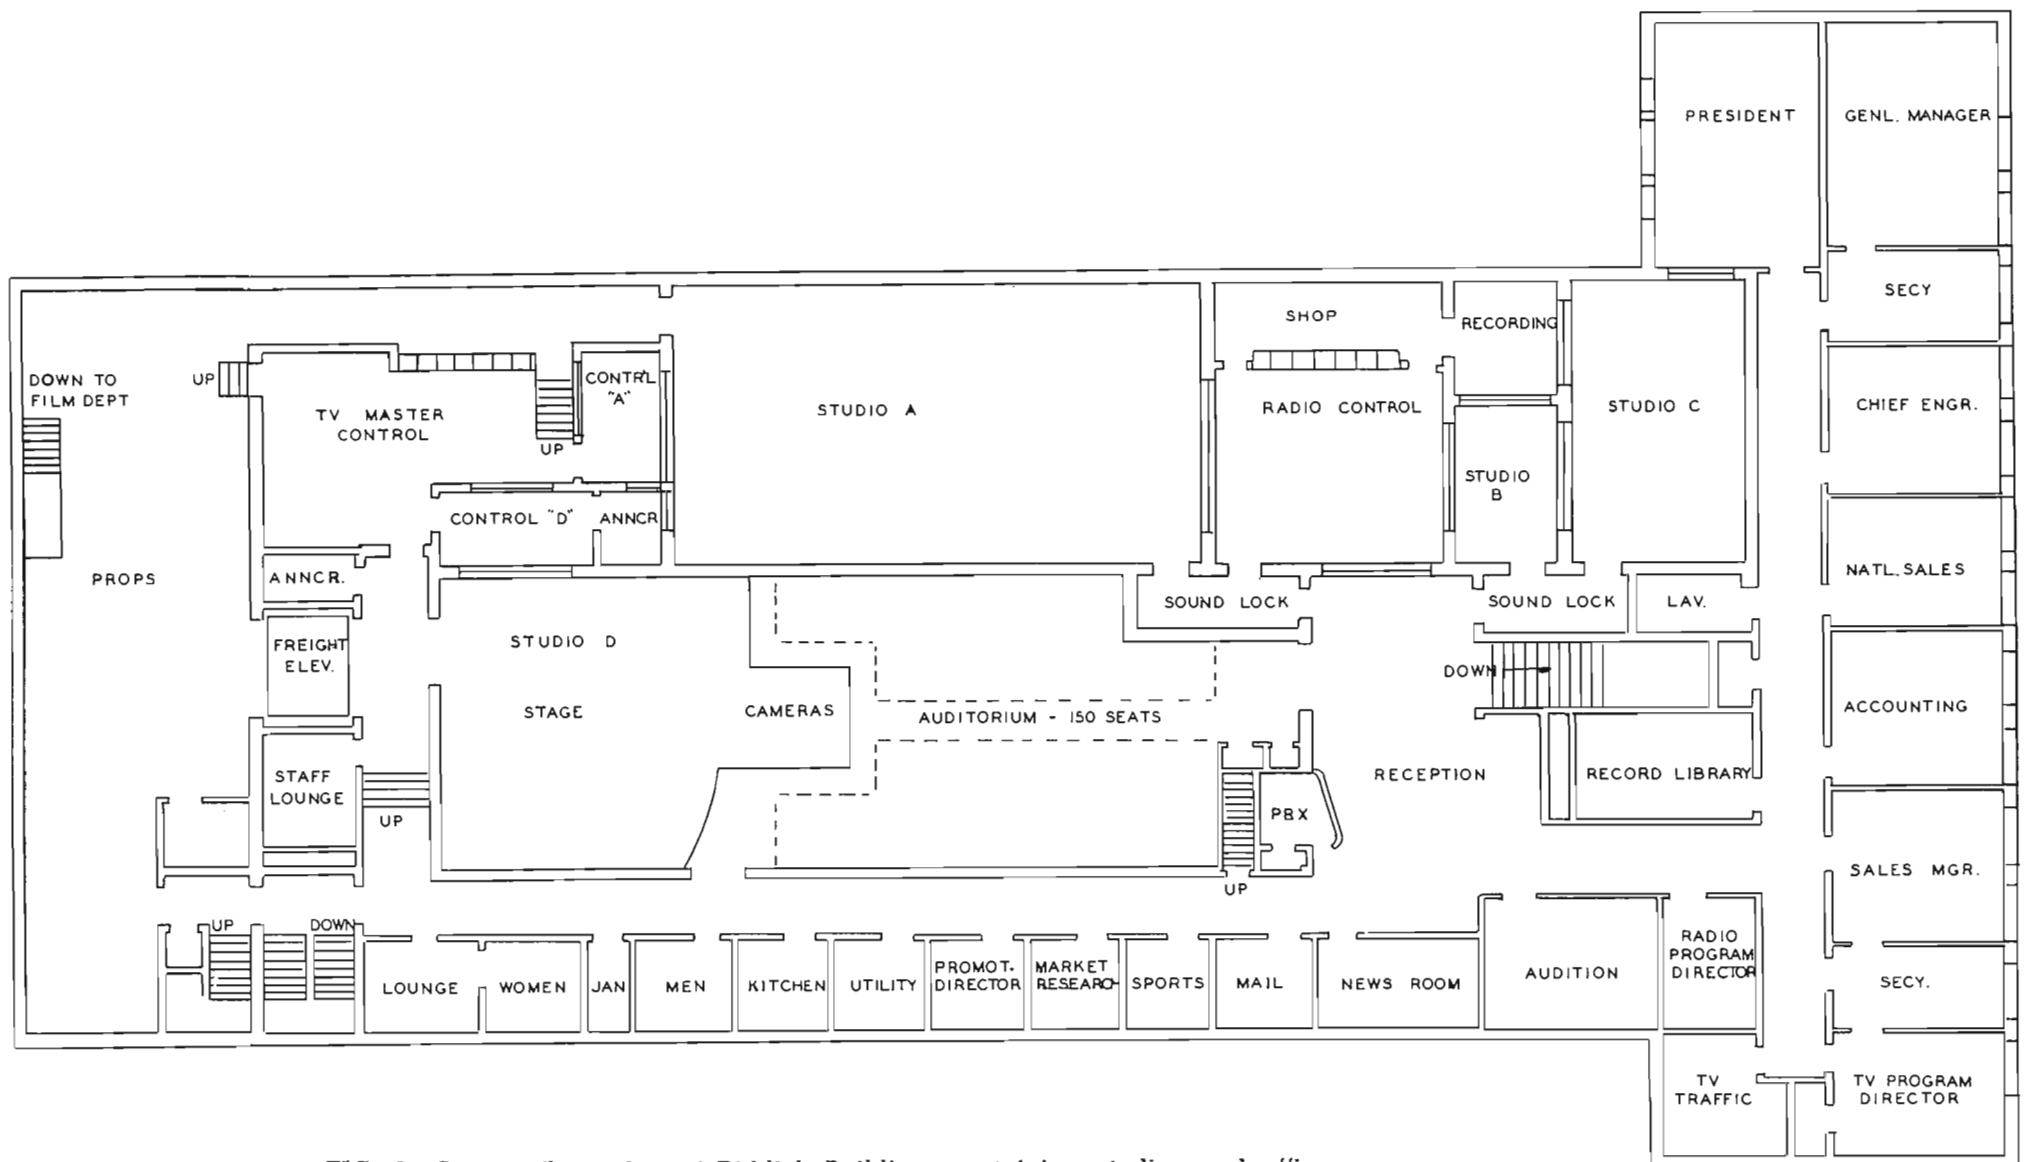 PRESIDENT
GENL. MANAGER
SECY
SHOP
RECORDING
DOWN TO
FILM DEPT
UP
TV MASTER
CONTROL
CONTR'L
"A"
UP
STUDIO A
RADIO CONTROL
STUDIO C
CHIEF ENGR.
STUDIO
B
CONTROL "D"
ANNCR
PROPS
ANNCR.
SOUND LOCK
SOUND LOCK
LAV.
NATL. SALES
FREIGHT
ELEV.
STUDIO D
DOWN
STAGE
CAMERAS
AUDITORIUM - 150 SEATS
ACCOUNTING
STAFF
LOUNGE
UP
RECEPTION
RECORD LIBRARY
PBX
UP
SALES MGR.
UP
DOWN
LOUNGE
WOMEN
JAN
MEN
KITCHEN
UTILITY
PROMOT.
DIRECTOR
MARKET
RESEARCH
SPORTS
MAIL
NEWS ROOM
AUDITION
RADIO
PROGRAM
DIRECTOR
SECY.
TV
TRAFFIC
TV PROGRAM
DIRECTOR